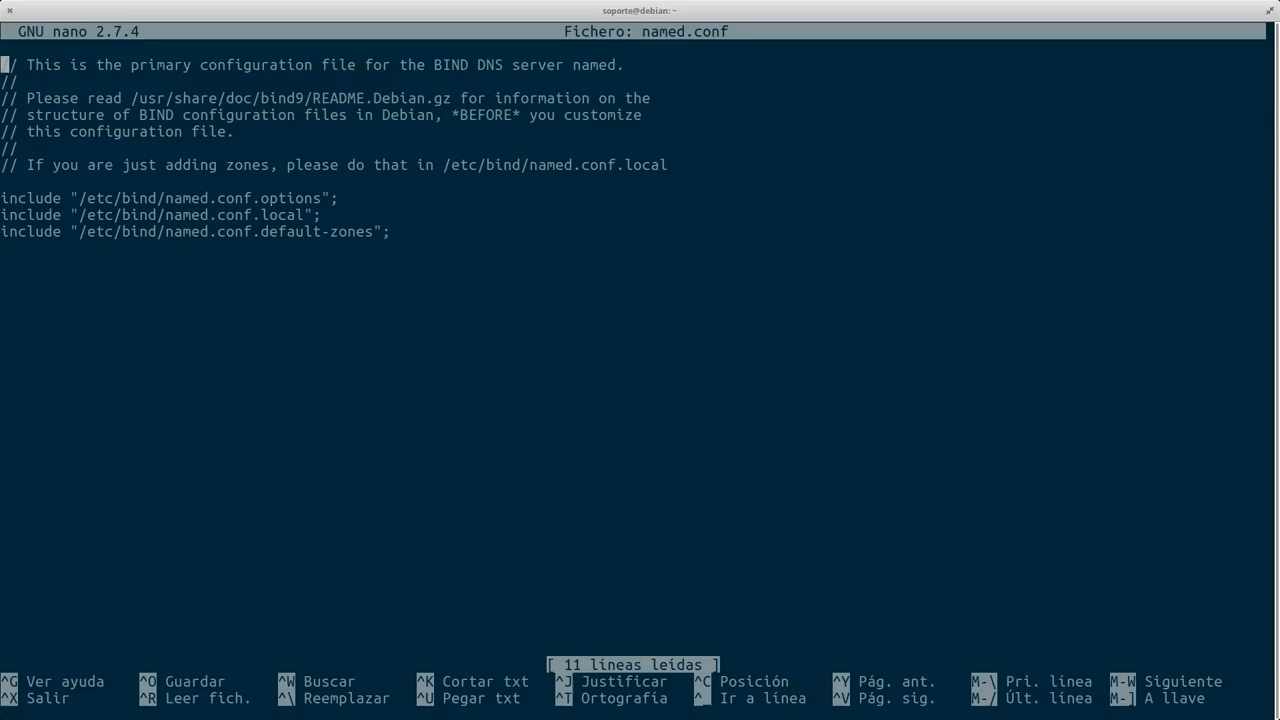 soporte@debian: ~
GNU nano 2.7.4 Fichero: named.conf
// This is the primary configuration file for the BIND DNS server named.
//
// Please read /usr/share/doc/bind9/README.Debian.gz for information on the
// structure of BIND configuration files in Debian, *BEFORE* you customize
// this configuration file.
//
// If you are just adding zones, please do that in /etc/bind/named.conf.local
include "/etc/bind/named.conf.options";
include "/etc/bind/named.conf.local";
include "/etc/bind/named.conf.default-zones";
[ 11 líneas leídas ]
^G Ver ayuda ^O Guardar ^W Buscar ^K Cortar txt ^J Justificar ^C Posición ^Y Pág. ant. M-\ Pri. línea M-W Siguiente
^X Salir ^R Leer fich. ^\ Reemplazar ^U Pegar txt ^T Ortografía ^_ Ir a línea ^V Pág. sig. M-/ Últ. línea M-] A llave